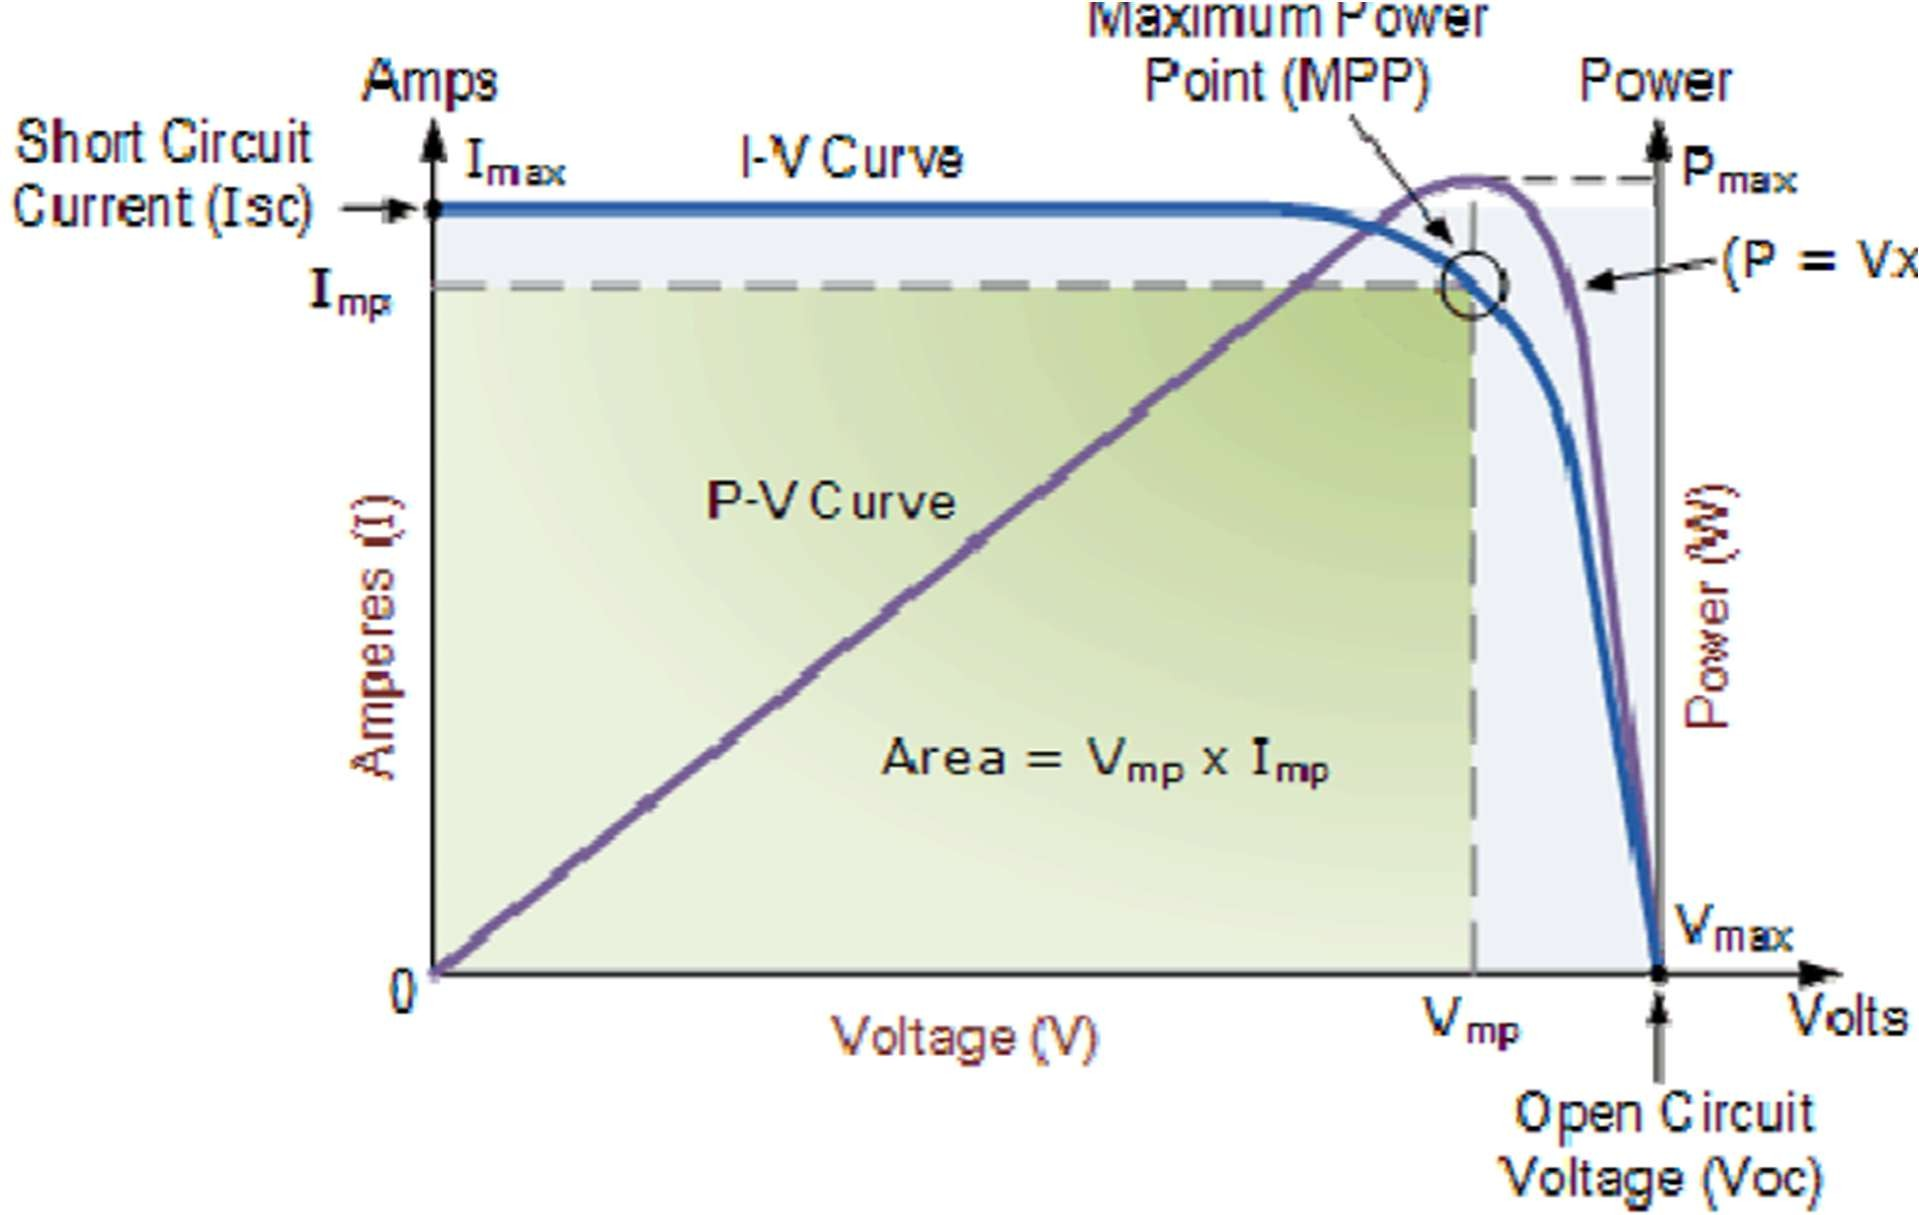 Maximum Power
Point (MPP)
Amps
Power
Short Circuit
Current (Isc)
Imax
I-V Curve
Pmax
(P = Vx
Imp
P-V Curve
Amperes (I)
Power (W)
Area = Vmp x Imp
Vmax
0
Voltage (V)
Vmp
Volts
Open Circuit
Voltage (Voc)